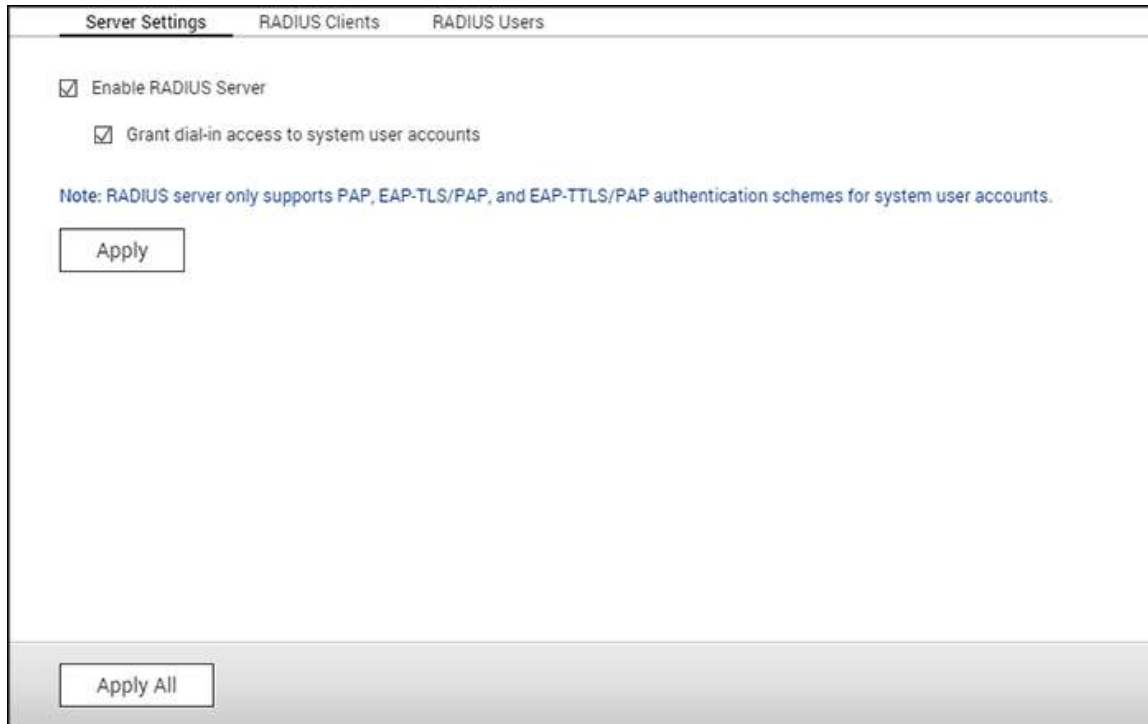 Server Settings RADIUS Clients RADIUS Users
Enable RADIUS Server
Grant dial-in access to system user accounts
Note: RADIUS server only supports PAP, EAP-TLS/PAP, and EAP-TTLS/PAP authentication schemes for system user accounts.
Apply
Apply All